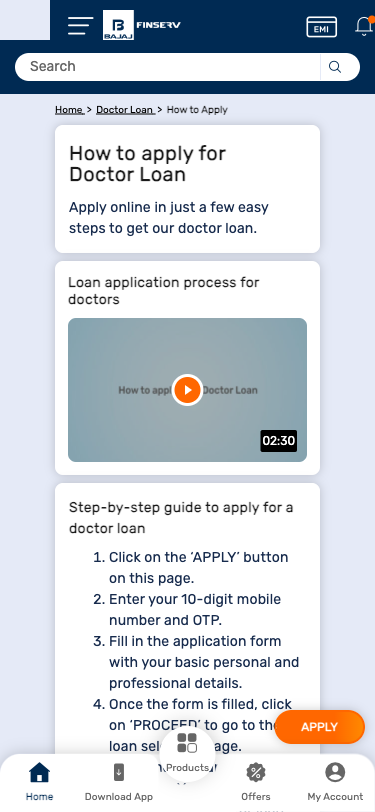 BAJAJ
FINSERV
EMI
Search
Home > Doctor Loan > How to Apply
How to apply for
Doctor Loan
Apply online in just a few easy
steps to get our doctor loan.
Loan application process for
doctors
How to appl Doctor Loan
02:30
Step-by-step guide to apply for a
doctor loan
1. Click on the ‘APPLY’ button
on this page.
2. Enter your 10-digit mobile
number and OTP.
3. Fill in the application form
with your basic personal and
professional details.
4. Once the form is filled, click
on ‘PROCEED’ to go to the
loan sele age.
APPLY
Products
Home
Download App
Offers
My Account